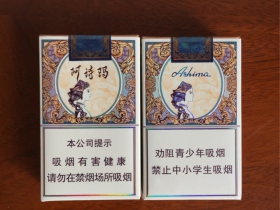 阿诗玛
本公司提示
吸烟有害健康
请勿在禁烟场所吸烟
Ashima
劝阻青少年吸烟
禁止中小学生吸烟